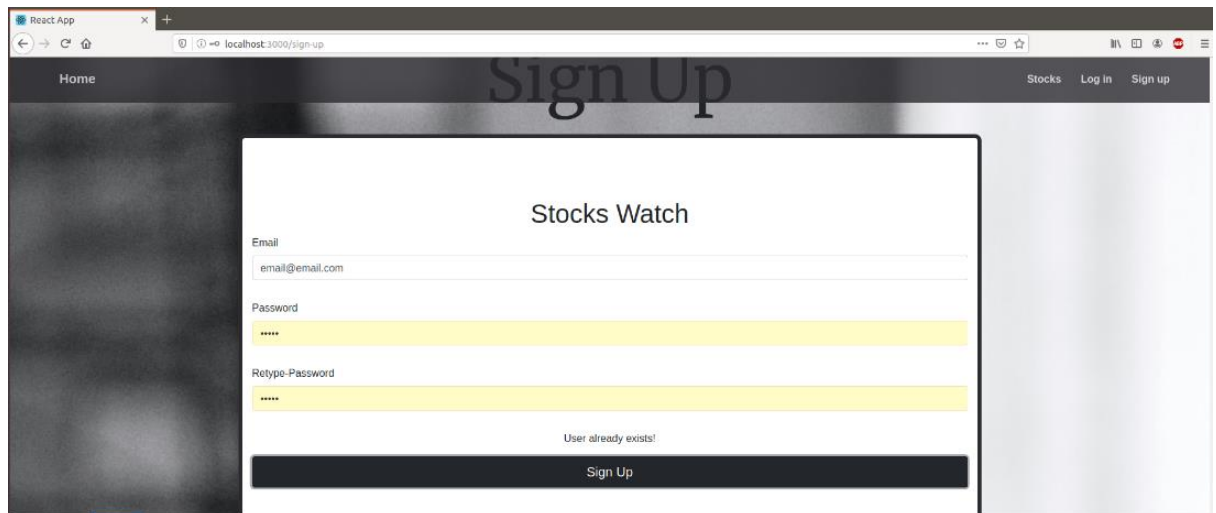 React App
localhost:3000/sign-up
Sign Up
Home
Stocks Log in Sign up
Stocks Watch
Email
email@email.com
Password
•••••
Retype-Password
•••••
User already exists!
Sign Up